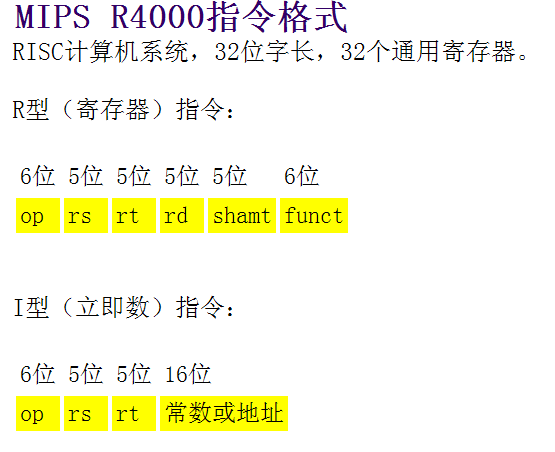 MIPS R4000指令格式
RISC计算机系统，32位字长，32个通用寄存器。
R型（寄存器）指令：
6位 5位 5位 5位 5位 6位
op rs rt rd shamt funct
I型（立即数）指令：
6位 5位 5位 16位
op rs rt 常数或地址